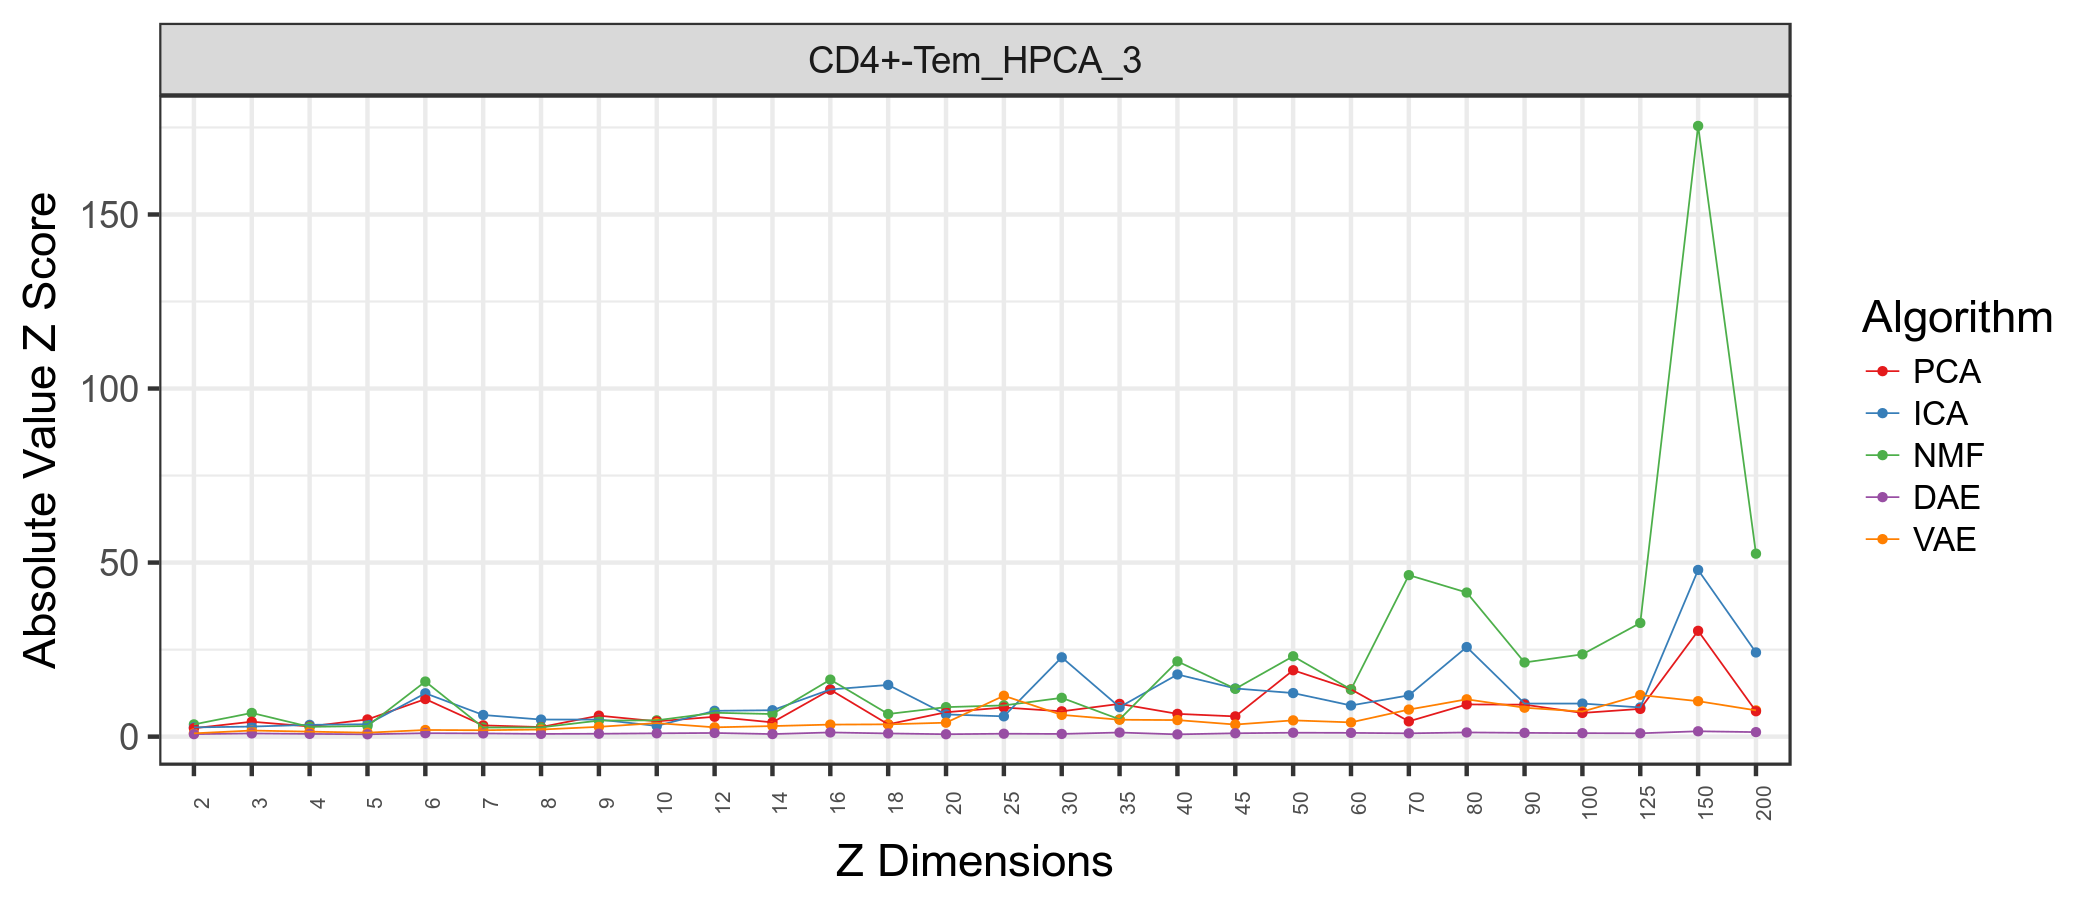 CD4+-Tem_HPCA_3
Absolute Value Z Score
150
100
50
0
2 3 4 5 6 7 8 9 10 12 14 16 18 20 25 30 35 40 45 50 60 70 80 90 100 125 150 200
Z Dimensions
Algorithm
PCA
ICA
NMF
DAE
VAE